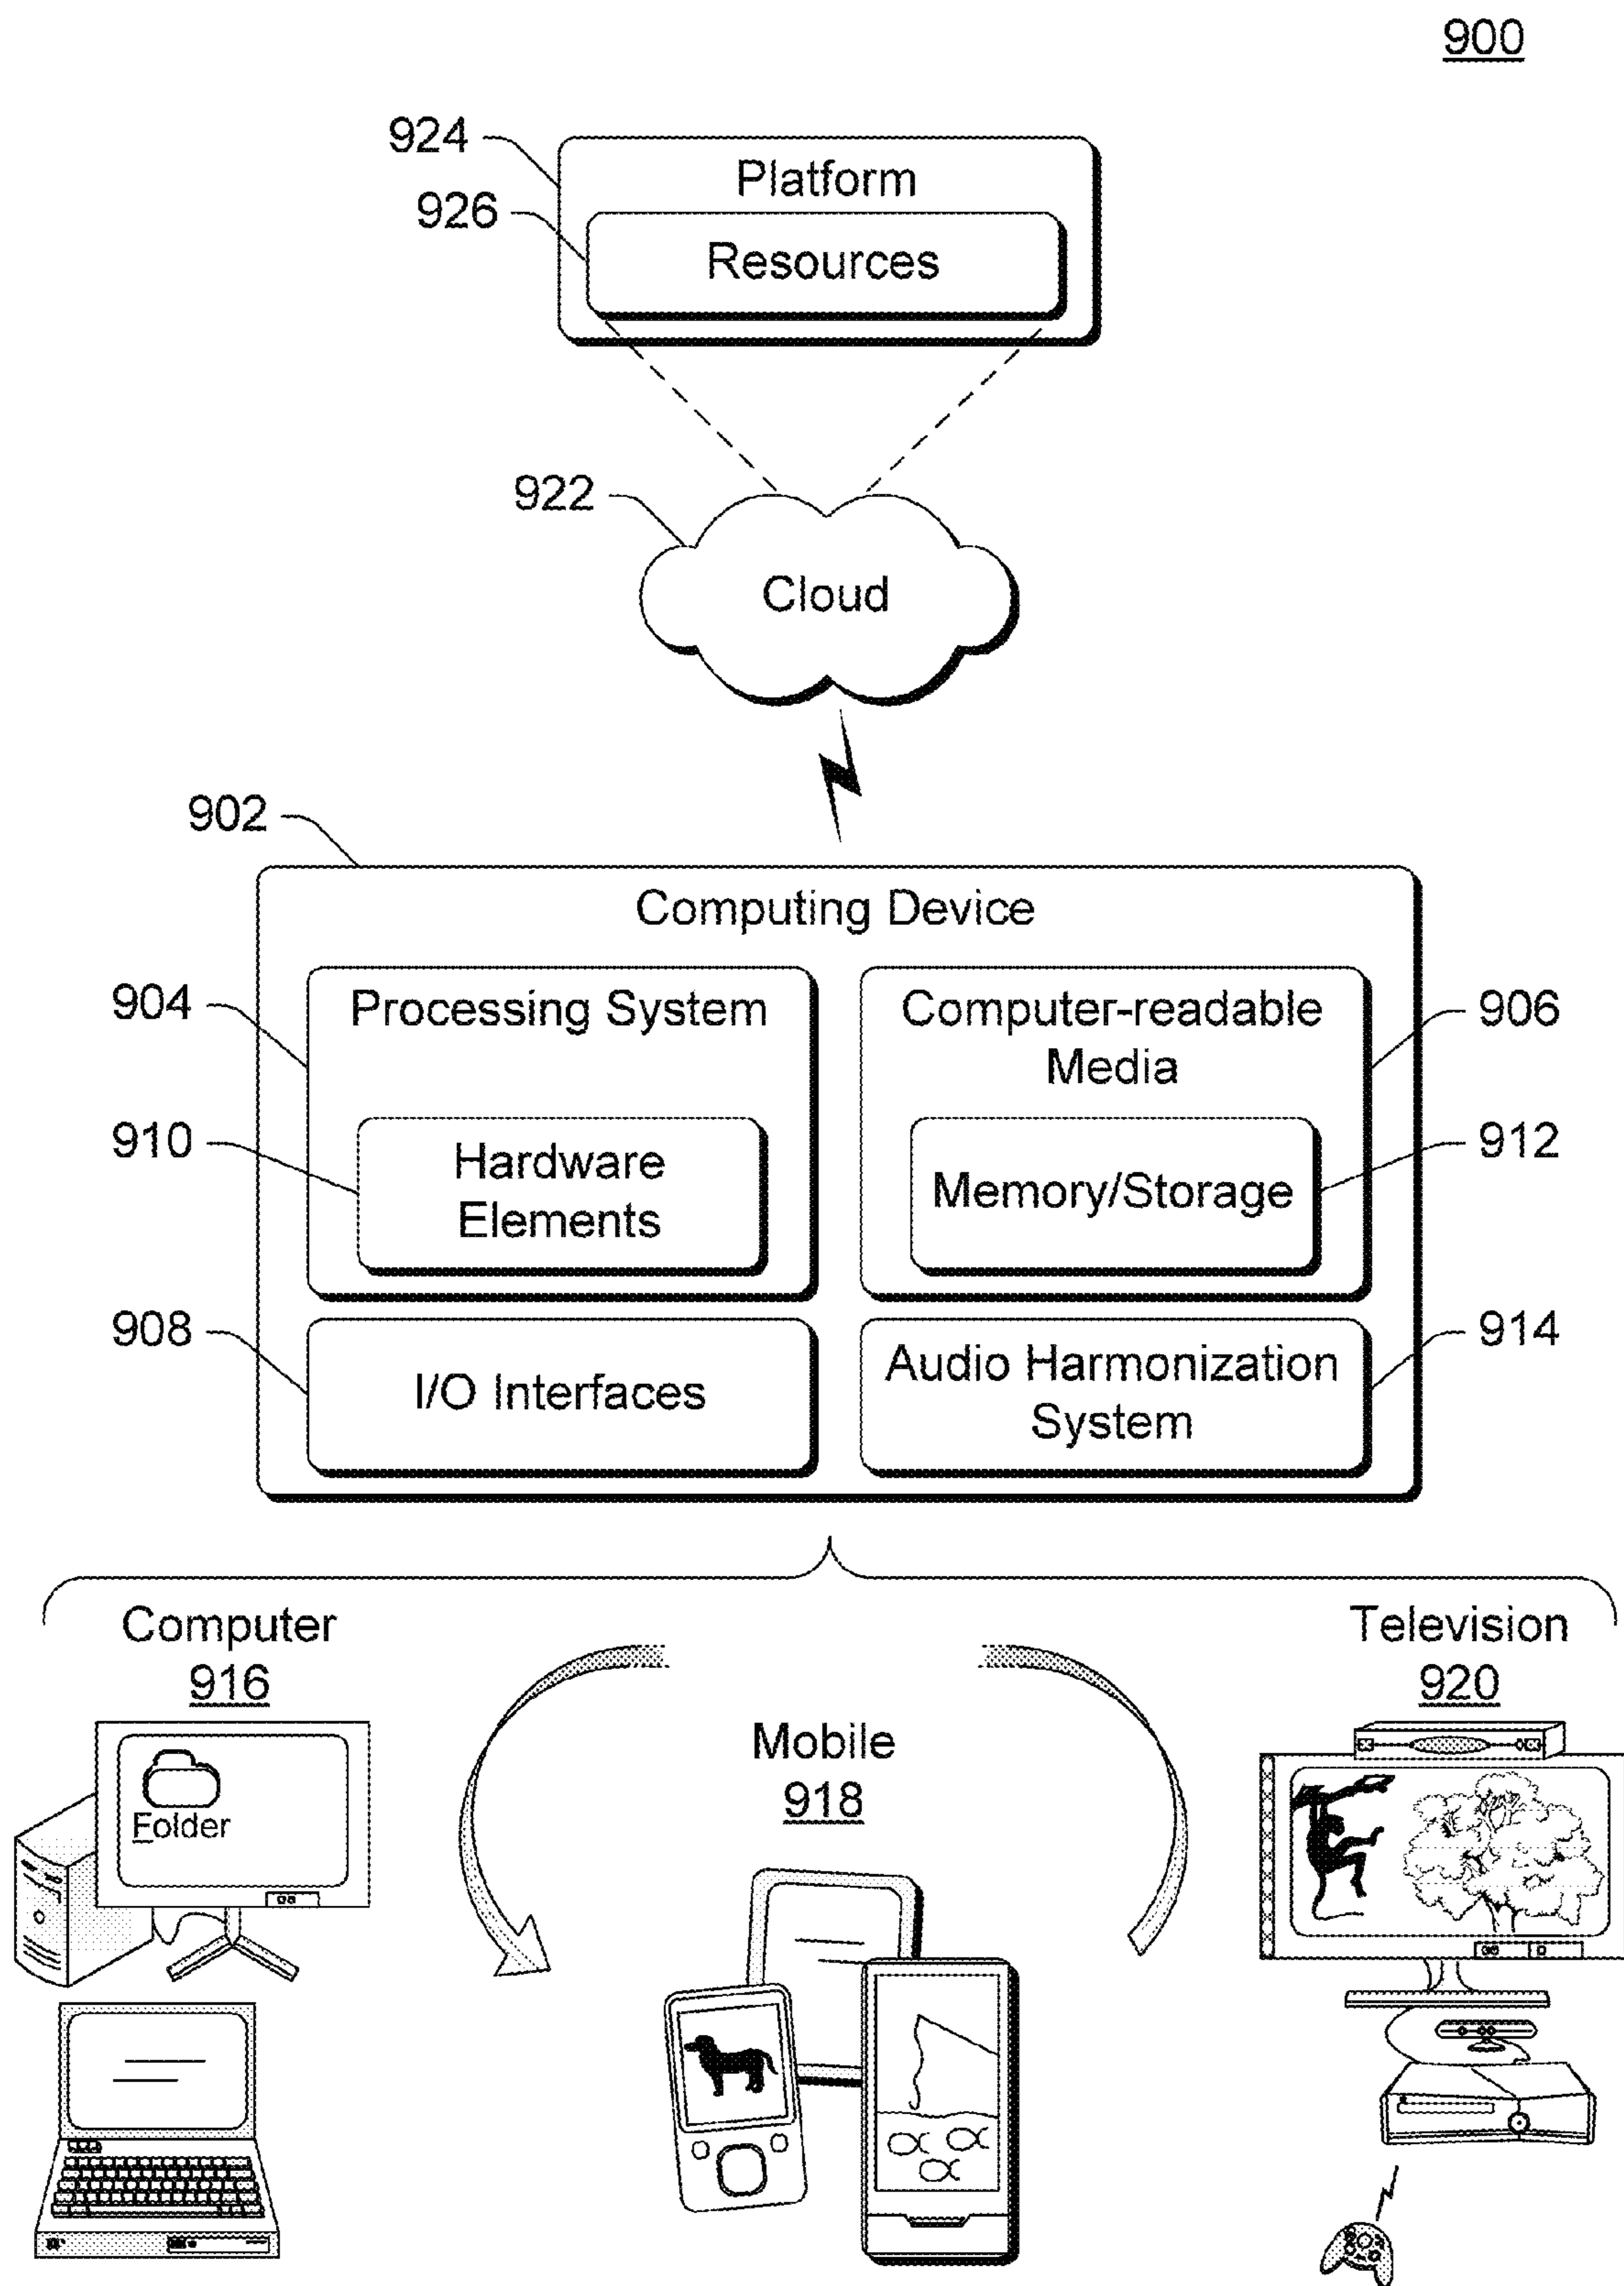 900
924
Platform
926
Resources
922
Cloud
902
Computing Device
904
Processing System
Computer-readable
Media
906
910
Hardware
Elements
Memory/Storage
912
908
I/O Interfaces
Audio Harmonization
System
914
Computer
916
Television
920
Mobile
918
Folder